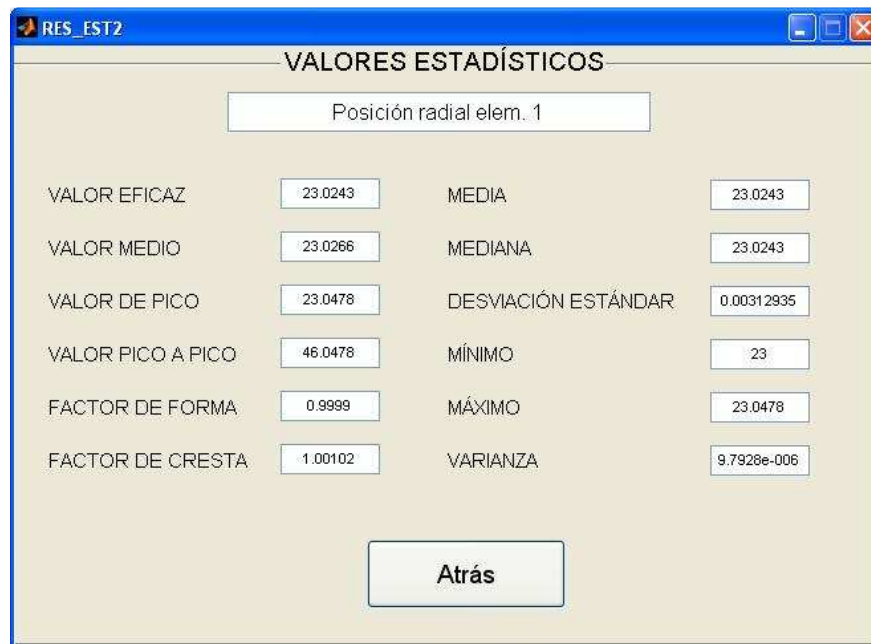 RES_EST2
VALORES ESTADÍSTICOS
Posición radial elem. 1
VALOR EFICAZ 23.0243 MEDIA 23.0243
VALOR MEDIO 23.0266 MEDIANA 23.0243
VALOR DE PICO 23.0478 DESVIACIÓN ESTÁNDAR 0.00312935
VALOR PICO A PICO 46.0478 MÍNIMO 23
FACTOR DE FORMA 0.9999 MÁXIMO 23.0478
FACTOR DE CRESTA 1.00102 VARIANZA 9.7928e-006
Atrás